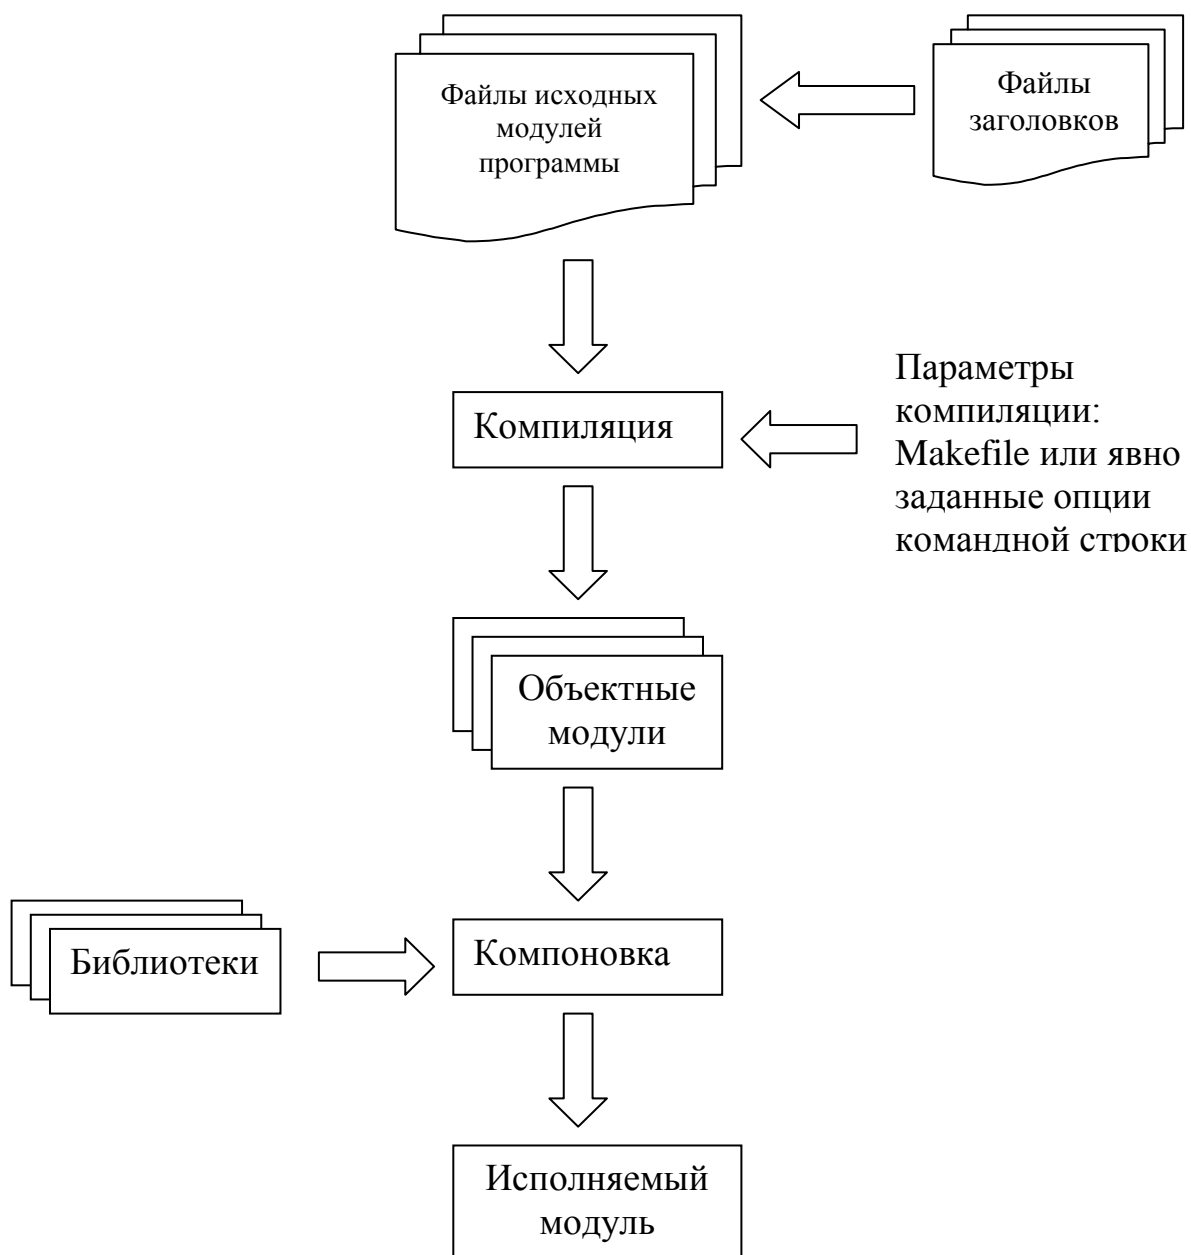 Файлы исходных
модулей
программы
Файлы
заголовков
Параметры
компиляции:
Makefile или явно
заданные опции
командной строки
Компиляция
Объектные
модули
Библиотеки
Компоновка
Исполняемый
модуль